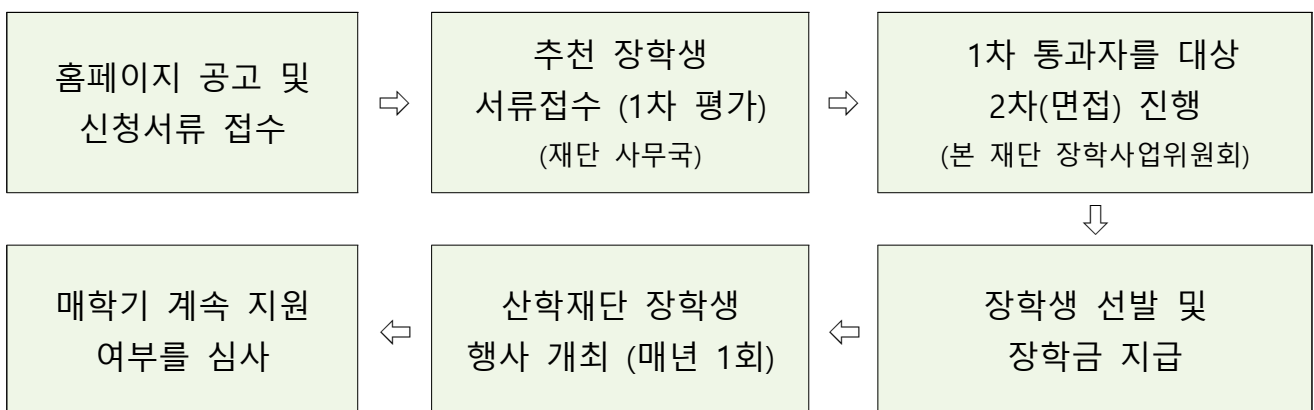 홈페이지 공고 및
신청서류 접수
⇨
추천 장학생
서류접수 (1차 평가)
(재단 사무국)
⇨
1차 통과자를 대상
2차(면접) 진행
(본 재단 장학사업위원회)
⇩
장학생 선발 및
장학금 지급
⇦
산학재단 장학생
행사 개최 (매년 1회)
⇦
매학기 계속 지원
여부를 심사